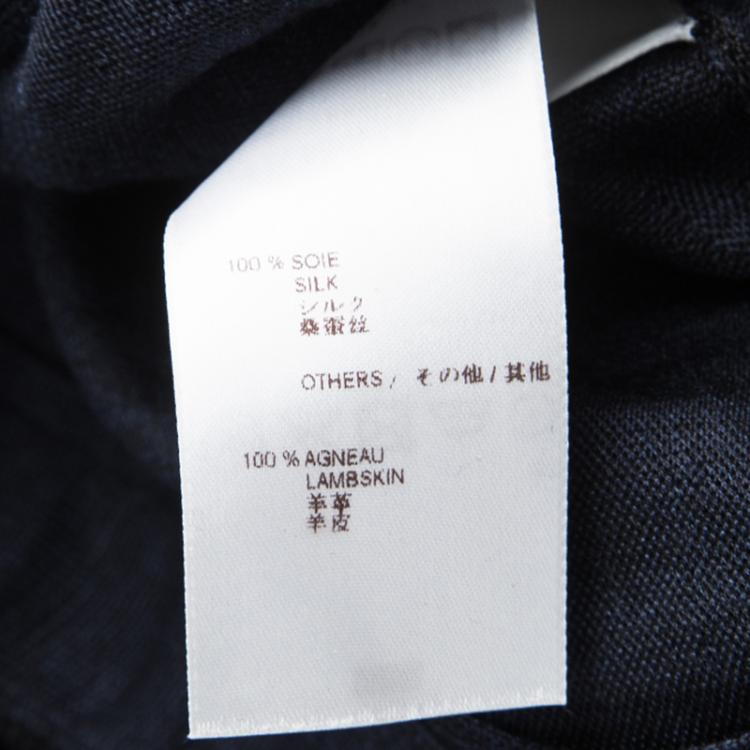 100 % SOIE
SILK
シルク
桑蚕丝
OTHERS / その他 / 其他
100 % AGNEAU
LAMBSKIN
羊革
羊皮